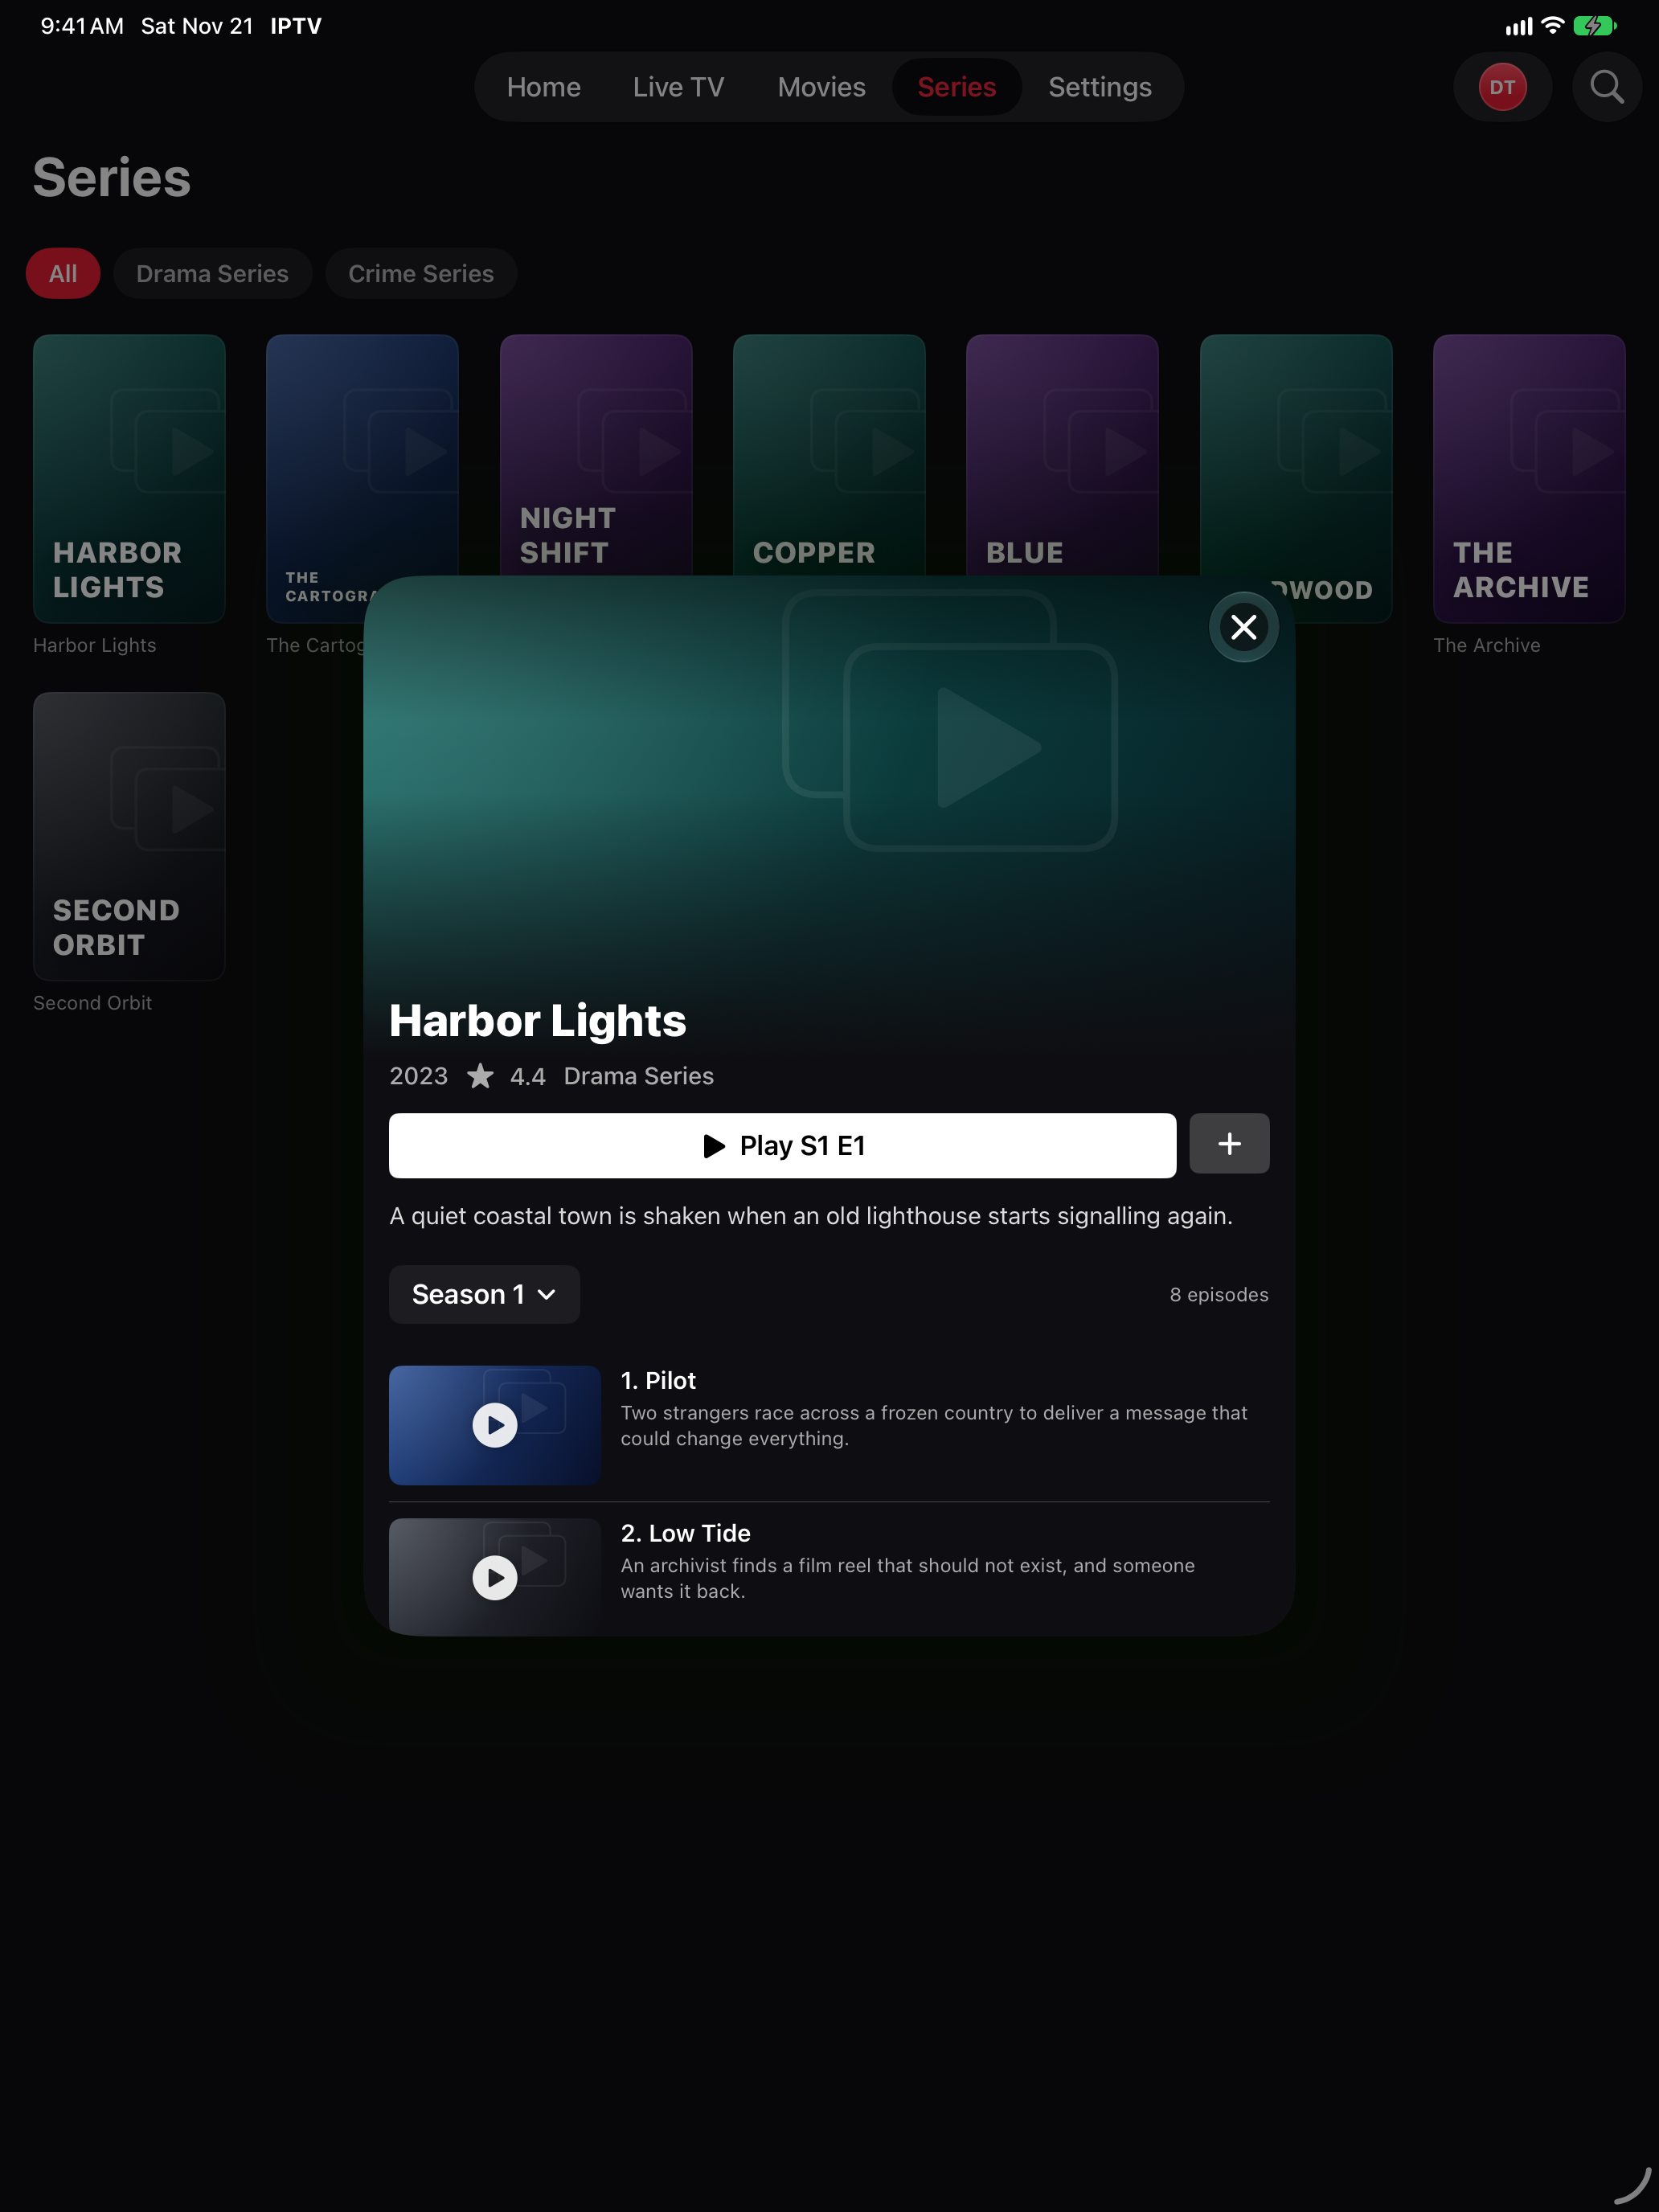 9:41 AM Sat Nov 21 IPTV
Home Live TV Movies Series Settings
DT
Series
All Drama Series Crime Series
HARBOR
LIGHTS
THE
NIGHT
SHIFT
COPPER
BLUE
THE
ARCHIVE
Harbor Lights
The Archive
SECOND
ORBIT
Second Orbit
Harbor Lights
2023 4.4 Drama Series
Play S1 E1
A quiet coastal town is shaken when an old lighthouse starts signalling again.
Season 1
8 episodes
1. Pilot
Two strangers race across a frozen country to deliver a message that
could change everything.
2. Low Tide
An archivist finds a film reel that should not exist, and someone
wants it back.